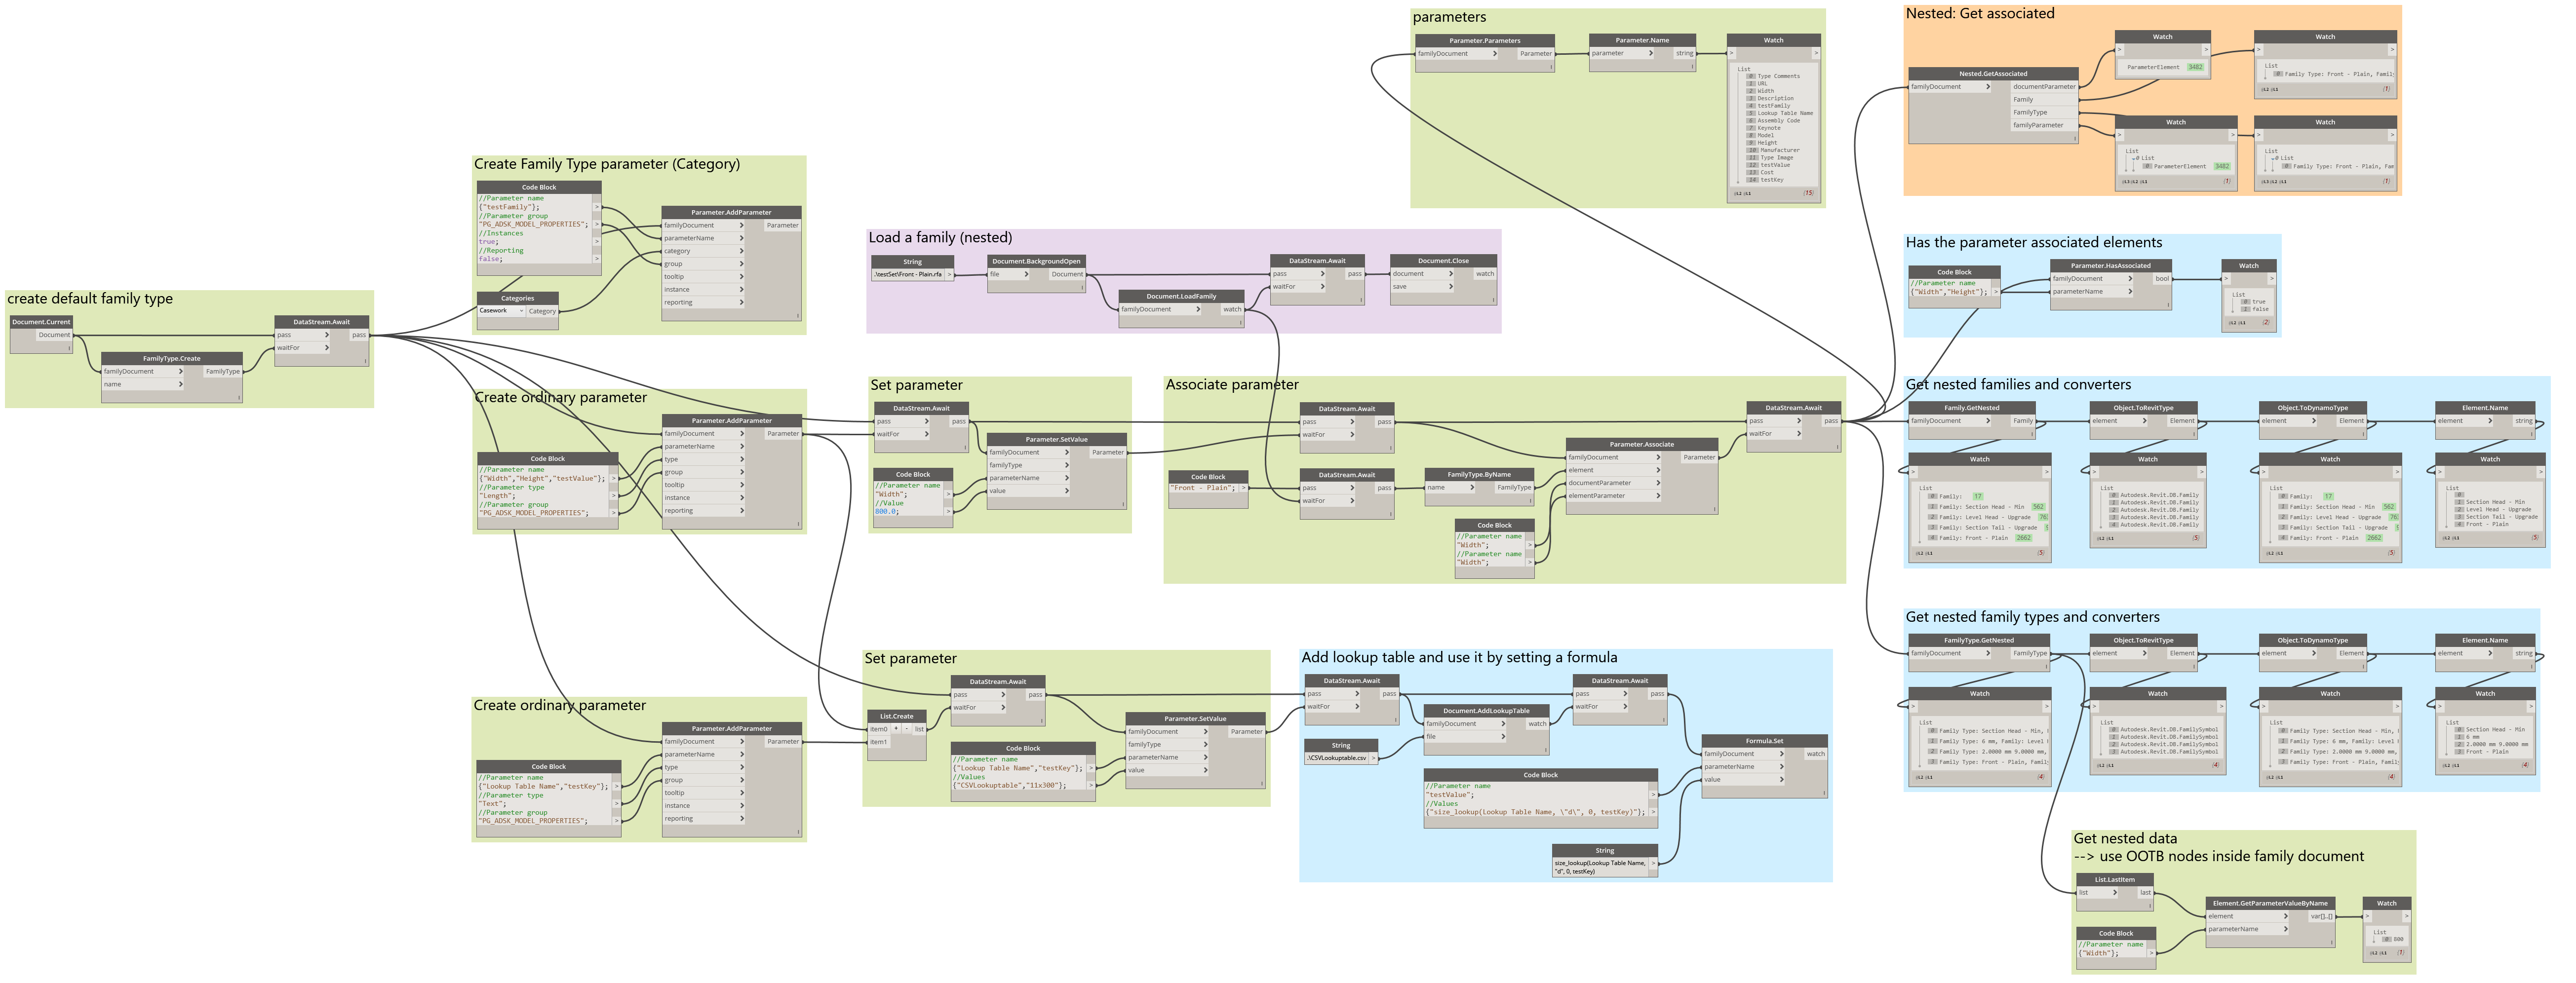 create default family type
Document.Current
Document
FamilyType.Create
familyDocument
FamilyType
name
DataStream.Await
pass
pass
waitFor
Create Family Type parameter (Category)
Code Block
//Parameter name
{"testFamily"};
//Parameter group
"PG_ADSK_MODEL_PROPERTIES";
//Instances
true;
//Reporting
false;
Categories
Casework
Category
Parameter.AddParameter
familyDocument
Parameter
parameterName
category
group
tooltip
instance
reporting
Create ordinary parameter
Code Block
//Parameter name
{"Width","Height","testValue"};
//Parameter type
"Length";
//Parameter group
"PG_ADSK_MODEL_PROPERTIES";
Parameter.AddParameter
familyDocument
Parameter
parameterName
type
group
tooltip
instance
reporting
Create ordinary parameter
Code Block
//Parameter name
{"Lookup Table Name","testKey"};
//Parameter type
"Text";
//Parameter group
"PG_ADSK_MODEL_PROPERTIES";
Parameter.AddParameter
familyDocument
Parameter
parameterName
type
group
tooltip
instance
reporting
Load a family (nested)
String
.\testSet\Front - Plain.rfa
Document.BackgroundOpen
file
Document
Document.LoadFamily
familyDocument
watch
DataStream.Await
pass
pass
waitFor
Document.Close
document
watch
save
Set parameter
DataStream.Await
pass
pass
waitFor
Code Block
//Parameter name
"Width";
//Value
800.0;
Parameter.SetValue
familyDocument
Parameter
familyType
parameterName
value
Associate parameter
DataStream.Await
pass
pass
waitFor
Code Block
"Front - Plain";
DataStream.Await
pass
pass
waitFor
FamilyType.ByName
name
FamilyType
Code Block
//Parameter name
"Width";
//Parameter name
"Width";
Parameter.Associate
familyDocument
Parameter
element
documentParameter
elementParameter
DataStream.Await
pass
pass
waitFor
Set parameter
List.Create
item0
+
-
list
item1
DataStream.Await
pass
pass
waitFor
Code Block
//Parameter name
{"Lookup Table Name","testKey"};
//Values
{"CSVLookuptable","11x300"};
Parameter.SetValue
familyDocument
Parameter
familyType
parameterName
value
Add lookup table and use it by setting a formula
DataStream.Await
pass
pass
waitFor
String
.\CSVLookuptable.csv
Document.AddLookupTable
familyDocument
watch
file
DataStream.Await
pass
pass
waitFor
Code Block
//Parameter name
"testValue";
//Values
{"size_lookup(Lookup Table Name, \"d\", 0, testKey)"};
String
size_lookup(Lookup Table Name,
"d", 0, testKey)
Formula.Set
familyDocument
watch
parameterName
value
parameters
Parameter.Parameters
familyDocument
Parameter
Parameter.Name
parameter
string
Watch
List
0 Type Comments
1 URL
2 Width
3 Description
4 testFamily
5 Lookup Table Name
6 Assembly Code
7 Keynote
8 Model
9 Height
10 Manufacturer
11 Type Image
12 testValue
13 Cost
14 testKey
@L2 @L1 {15}
Nested: Get associated
Nested.GetAssociated
familyDocument
documentParameter
Family
FamilyType
familyParameter
Watch
ParameterElement 3482
Watch
List
0 Family Type: Front - Plain, Family
@L2 @L1 {1}
Watch
List
0 List
0 ParameterElement 3482
@L3 @L2 @L1 {1}
Watch
List
0 List
0 Family Type: Front - Plain, Fam
@L3 @L2 @L1 {1}
Has the parameter associated elements
Code Block
//Parameter name
{"Width","Height"};
Parameter.HasAssociated
familyDocument
bool
parameterName
Watch
List
0 true
1 false
@L2 @L1 {2}
Get nested families and converters
Family.GetNested
familyDocument
Family
Object.ToRevitType
element
Element
Object.ToDynamoType
element
Element
Element.Name
element
string
Watch
List
0 Family: 17
1 Family: Section Head - Min 562
2 Family: Level Head - Upgrade 762
3 Family: Section Tail - Upgrade
4 Family: Front - Plain 2662
@L2 @L1 {5}
Watch
List
0 Autodesk.Revit.DB.Family
1 Autodesk.Revit.DB.Family
2 Autodesk.Revit.DB.Family
3 Autodesk.Revit.DB.Family
4 Autodesk.Revit.DB.Family
@L2 @L1 {5}
Watch
List
0 Family: 17
1 Family: Section Head - Min 562
2 Family: Level Head - Upgrade 76
3 Family: Section Tail - Upgrade
4 Family: Front - Plain 2662
@L2 @L1 {5}
Watch
List
0
1 Section Head - Min
2 Level Head - Upgrade
3 Section Tail - Upgrade
4 Front - Plain
@L2 @L1 {5}
Get nested family types and converters
FamilyType.GetNested
familyDocument
FamilyType
Object.ToRevitType
element
Element
Object.ToDynamoType
element
Element
Element.Name
element
string
Watch
List
0 Family Type: Section Head - Min,
1 Family Type: 6 mm, Family: Level
2 Family Type: 2.0000 mm 9.0000 mm,
3 Family Type: Front - Plain, Famil
@L2 @L1 {4}
Watch
List
0 Autodesk.Revit.DB.FamilySymbol
1 Autodesk.Revit.DB.FamilySymbol
2 Autodesk.Revit.DB.FamilySymbol
3 Autodesk.Revit.DB.FamilySymbol
@L2 @L1 {4}
Watch
List
0 Family Type: Section Head - Min,
1 Family Type: 6 mm, Family: Level
2 Family Type: 2.0000 mm 9.0000 mm,
3 Family Type: Front - Plain, Famil
@L2 @L1 {4}
Watch
List
0 Section Head - Min
1 6 mm
2 2.0000 mm 9.0000 mm
3 Front - Plain
@L2 @L1 {4}
Get nested data
--> use OOTB nodes inside family document
List.LastItem
list
last
Code Block
//Parameter name
{"Width"};
Element.GetParameterValueByName
element
var[]..[]
parameterName
Watch
List
0 800
@L2 @L1 {1}